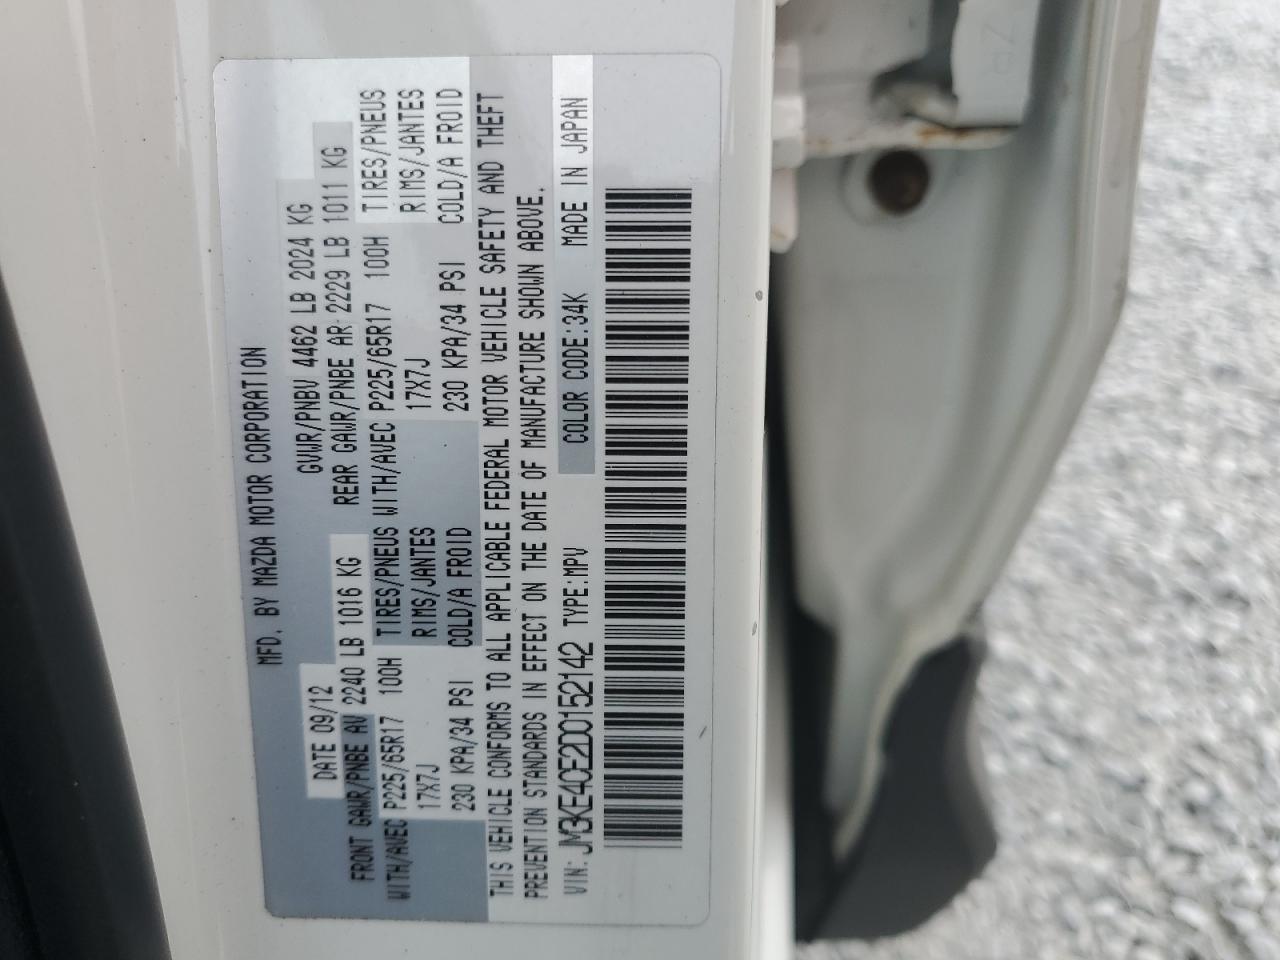 MFD. BY MAZDA MOTOR CORPORATION
DATE 09/12 GVWR/PNBV 4462 LB 2024 KG
FRONT GAWR/PNBE AV 2240 LB 1016 KG REAR GAWR/PNBE AR 2229 LB 1011 KG
WITH/AVEC P225/65R17 100H TIRES/PNEUS WITH/AVEC P225/65R17 100H TIRES/PNEUS
17X7J RIMS/JANTES 17X7J RIMS/JANTES
230 KPA/34 PSI COLD/A FROID 230 KPA/34 PSI COLD/A FROID
THIS VEHICLE CONFORMS TO ALL APPLICABLE FEDERAL MOTOR VEHICLE SAFETY AND THEFT
PREVENTION STANDARDS IN EFFECT ON THE DATE OF MANUFACTURE SHOWN ABOVE.
VIN: JM3KE4CE2D0152142 TYPE:MPV COLOR CODE:34K MADE IN JAPAN